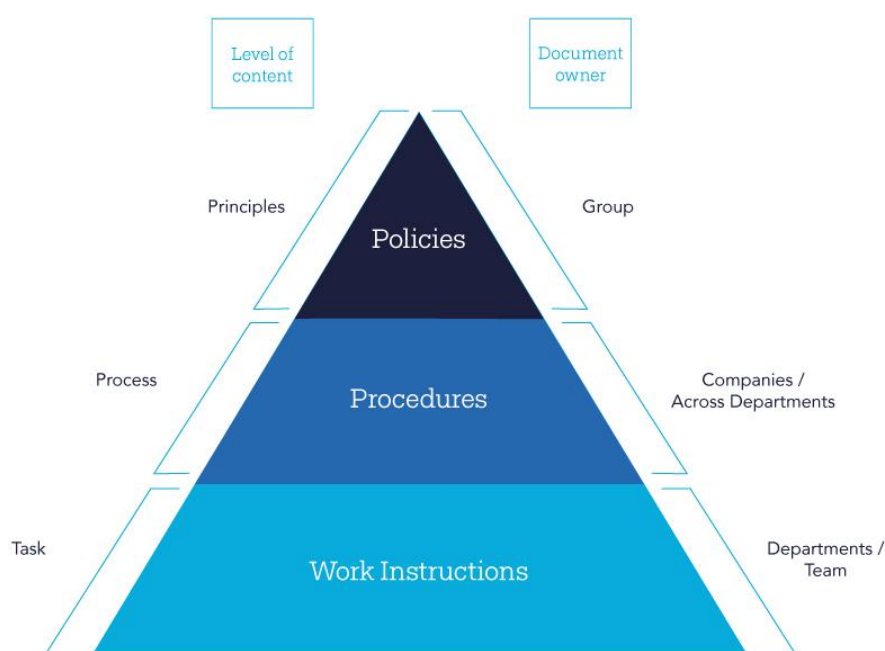 Level of
content
Document
owner
Principles
Policies
Group
Process
Procedures
Companies /
Across Departments
Task
Work Instructions
Departments /
Team